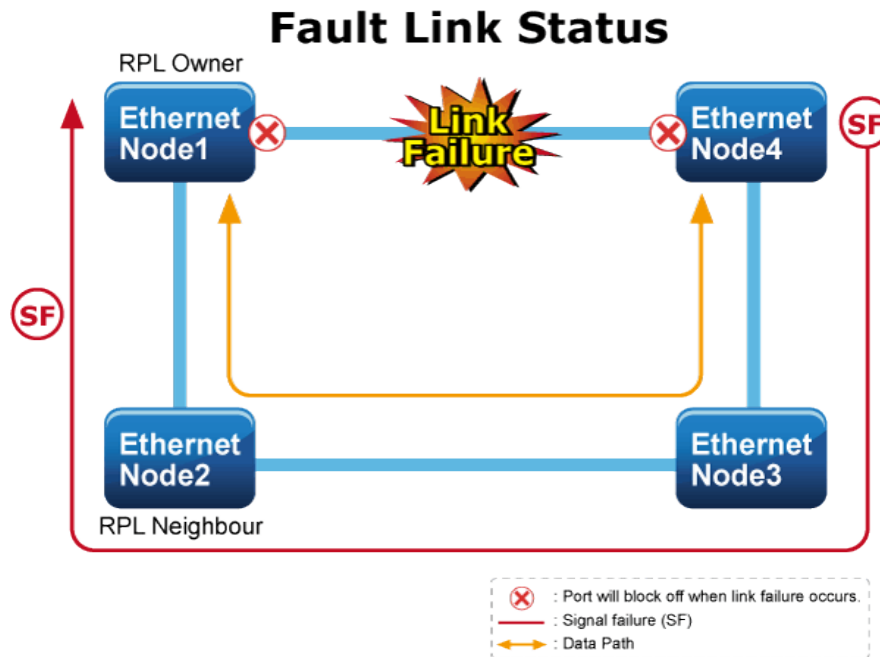 Fault Link Status
RPL Owner
Ethernet
Node1
Link
Failure
Ethernet
Node4
SF
SF
Ethernet
Node2
RPL Neighbour
Ethernet
Node3
: Port will block off when link failure occurs.
: Signal failure (SF)
: Data Path